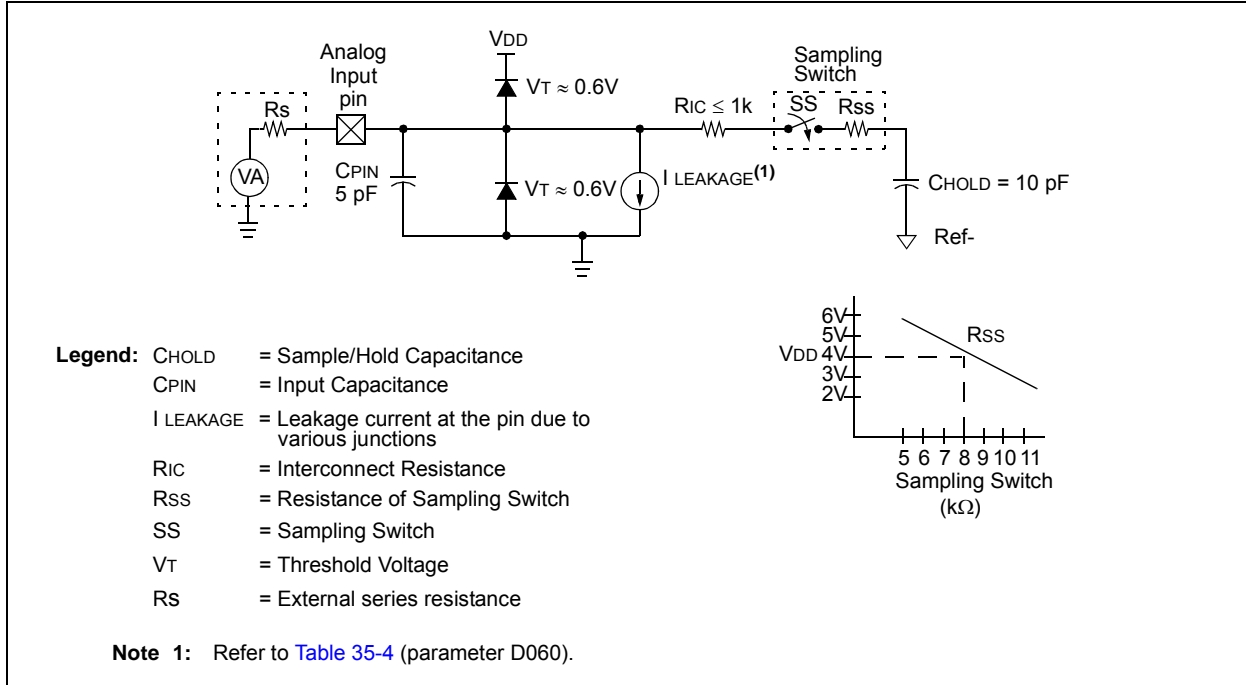 VDD
Analog
Input
pin
Sampling
Switch
VT ≈ 0.6V
Rs
RIC ≤ 1k
SS
Rss
VA
CPIN
5 pF
VT ≈ 0.6V
I LEAKAGE(1)
CHOLD = 10 pF
Ref-
6V
5V
VDD 4V
3V
2V
RSS
5 6 7 8 9 10 11
Sampling Switch
(kΩ)
Legend: CHOLD = Sample/Hold Capacitance
CPIN = Input Capacitance
I LEAKAGE = Leakage current at the pin due to
various junctions
RIC = Interconnect Resistance
RSS = Resistance of Sampling Switch
SS = Sampling Switch
VT = Threshold Voltage
Rs = External series resistance
Note 1: Refer to Table 35-4 (parameter D060).